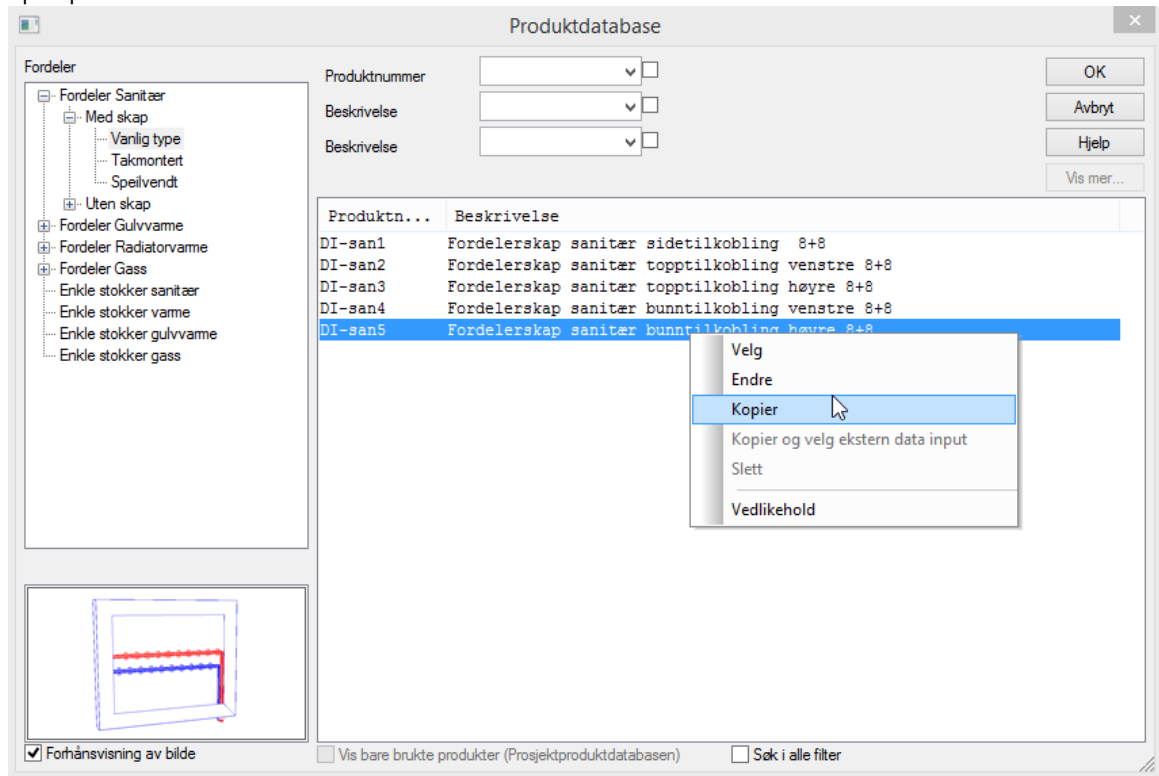 Produktdatabase
Fordeler
Fordeler Sanitær
Med skap
Vanlig type
Takmontert
Speilvendt
Uten skap
Fordeler Gulvvarme
Fordeler Radiatorvarme
Fordeler Gass
Enkle stokker sanitær
Enkle stokker varme
Enkle stokker gulvvarme
Enkle stokker gass
Produktnummer
Beskrivelse
Beskrivelse
OK
Avbryt
Hjelp
Vis mer...
Produktn... Beskrivelse
DI-san1 Fordelerskap sanitær sidetilkobling 8+8
DI-san2 Fordelerskap sanitær topptilkobling venstre 8+8
DI-san3 Fordelerskap sanitær topptilkobling høyre 8+8
DI-san4 Fordelerskap sanitær bunntilkobling venstre 8+8
DI-san5 Fordelerskap sanitær bunntilkobling høyre 8+8
Velg
Endre
Kopier
Kopier og velg ekstern data input
Slett
Vedlikehold
Forhånsvisning av bilde
Vis bare brukte produkter (Prosjektproduktdatabasen)
Søk i alle filter